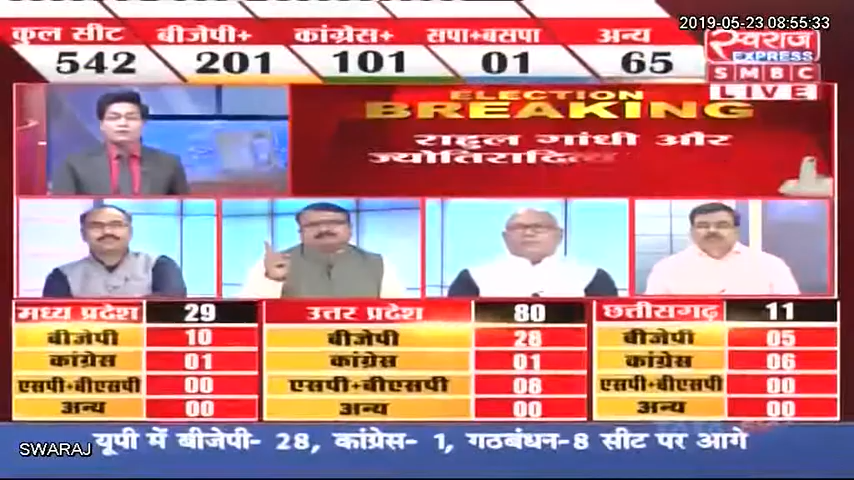 2019-05-23 08:55:33
कुल सीट बीजेपी+ कांग्रेस+ सपा+बसपा अन्य
542 201 101 01 65
स्वराज
EXPRESS
SMBC
LIVE
ELECTION
BREAKING
राहुल गांधी और
ज्योतिरादित्य
मध्य प्रदेश 29
बीजेपी 10
कांग्रेस 01
एसपी+बीएसपी 00
अन्य 00
उत्तर प्रदेश 80
बीजेपी 28
कांग्रेस 01
एसपी+बीएसपी 08
अन्य 00
छत्तीसगढ़ 11
बीजेपी 05
कांग्रेस 06
एसपी+बीएसपी 00
अन्य 00
SWARAJ
यूपी में बीजेपी- 28, कांग्रेस- 1, गठबंधन-8 सीट पर आगे